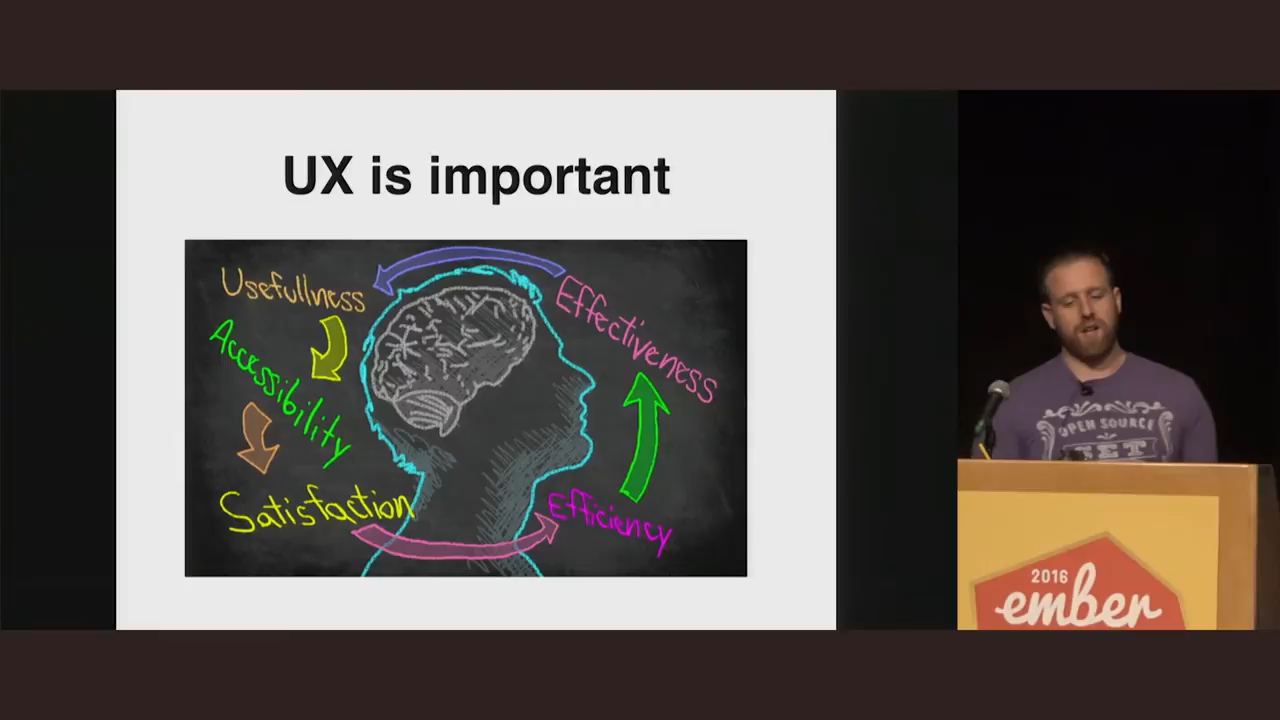 UX is important
Usefullness
Effectiveness
Accessibility
Satisfaction
Efficiency
OPEN SOURCE
2016
ember